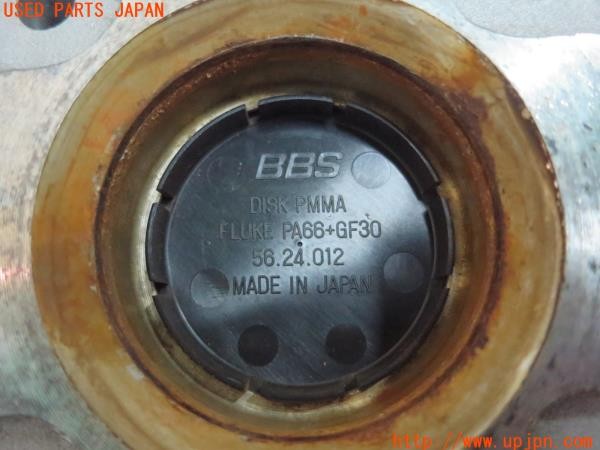 USED PARTS JAPAN
BBS
DISK PMMA
FLUKE PA66+GF30
56.24.012
MADE IN JAPAN
http://www.upjpn.com/